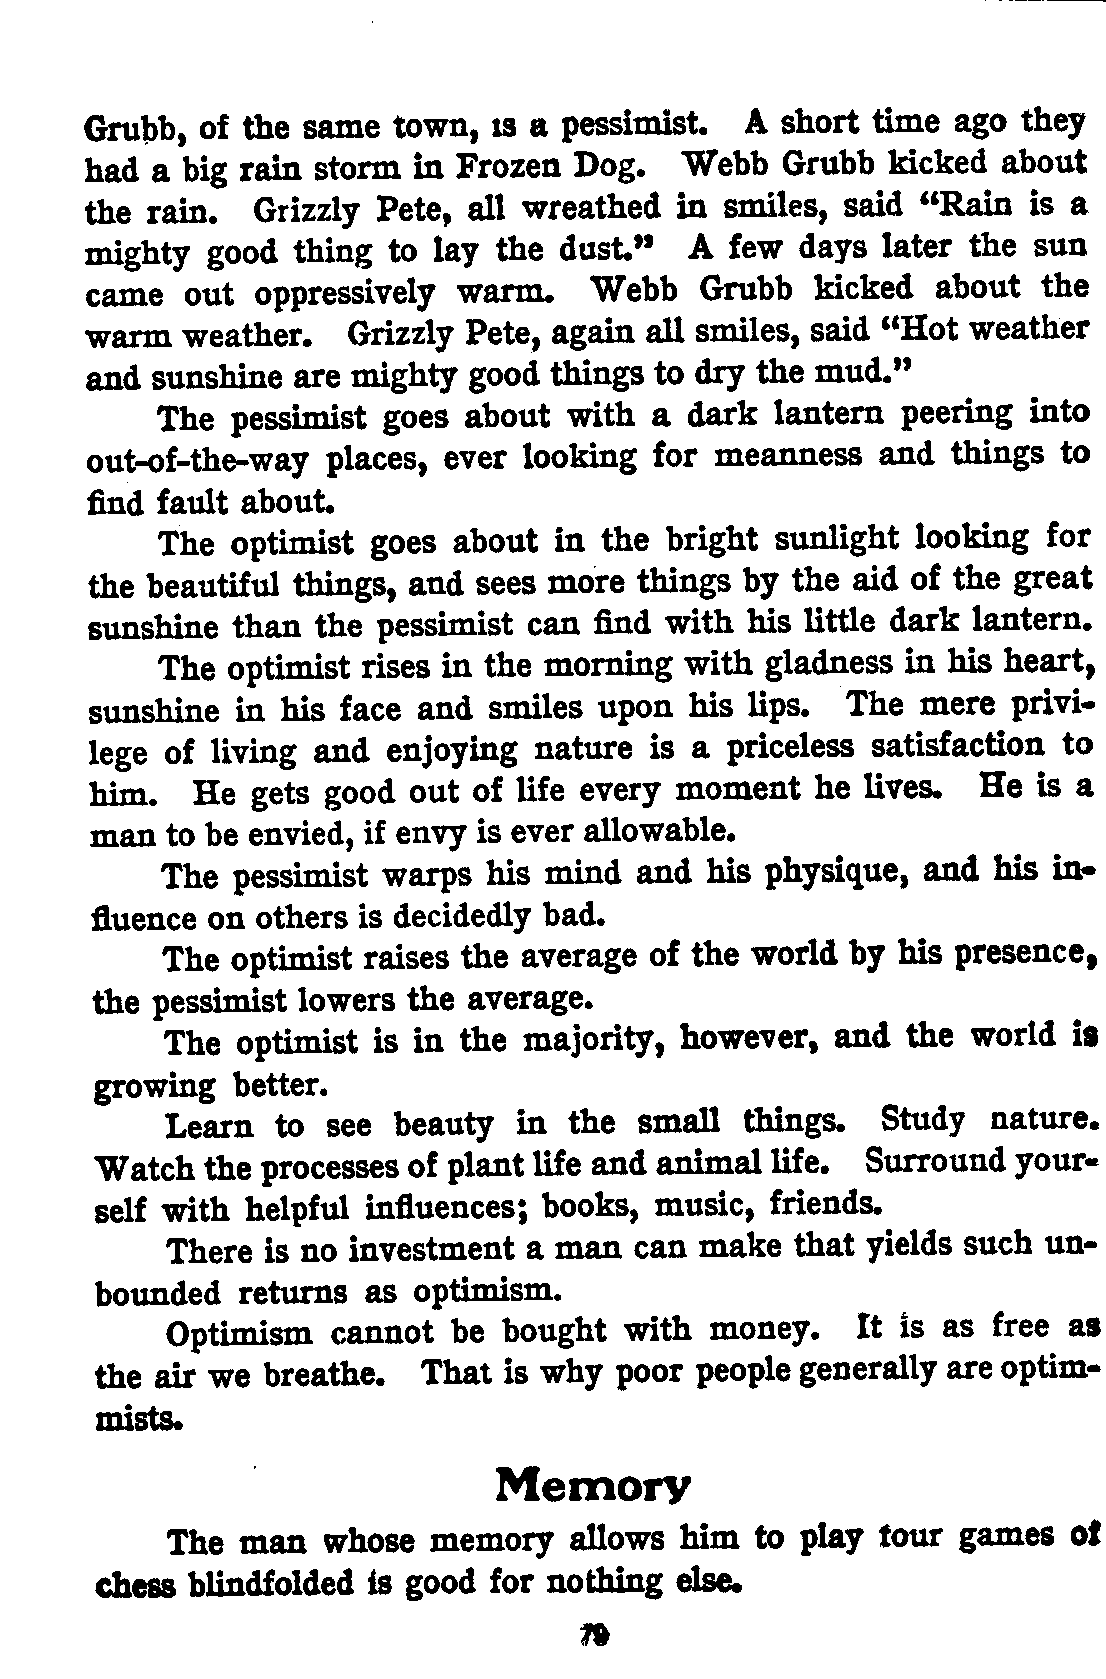 Grubb, of the same town, is a pessimist. A short time ago they
had a big rain storm in Frozen Dog. Webb Grubb kicked about
the rain. Grizzly Pete, all wreathed in smiles, said “Rain is a
mighty good thing to lay the dust.” A few days later the sun
came out oppressively warm. Webb Grubb kicked about the
warm weather. Grizzly Pete, again all smiles, said “Hot weather
and sunshine are mighty good things to dry the mud.”
The pessimist goes about with a dark lantern peering into
out-of-the-way places, ever looking for meanness and things to
find fault about.
The optimist goes about in the bright sunlight looking for
the beautiful things, and sees more things by the aid of the great
sunshine than the pessimist can find with his little dark lantern.
The optimist rises in the morning with gladness in his heart,
sunshine in his face and smiles upon his lips. The mere privi-
lege of living and enjoying nature is a priceless satisfaction to
him. He gets good out of life every moment he lives. He is a
man to be envied, if envy is ever allowable.
The pessimist warps his mind and his physique, and his in-
fluence on others is decidedly bad.
The optimist raises the average of the world by his presence,
the pessimist lowers the average.
The optimist is in the majority, however, and the world is
growing better.
Learn to see beauty in the small things. Study nature.
Watch the processes of plant life and animal life. Surround your-
self with helpful influences; books, music, friends.
There is no investment a man can make that yields such un-
bounded returns as optimism.
Optimism cannot be bought with money. It is as free as
the air we breathe. That is why poor people generally are optim-
mists.
Memory
The man whose memory allows him to play four games of
chess blindfolded is good for nothing else.
79